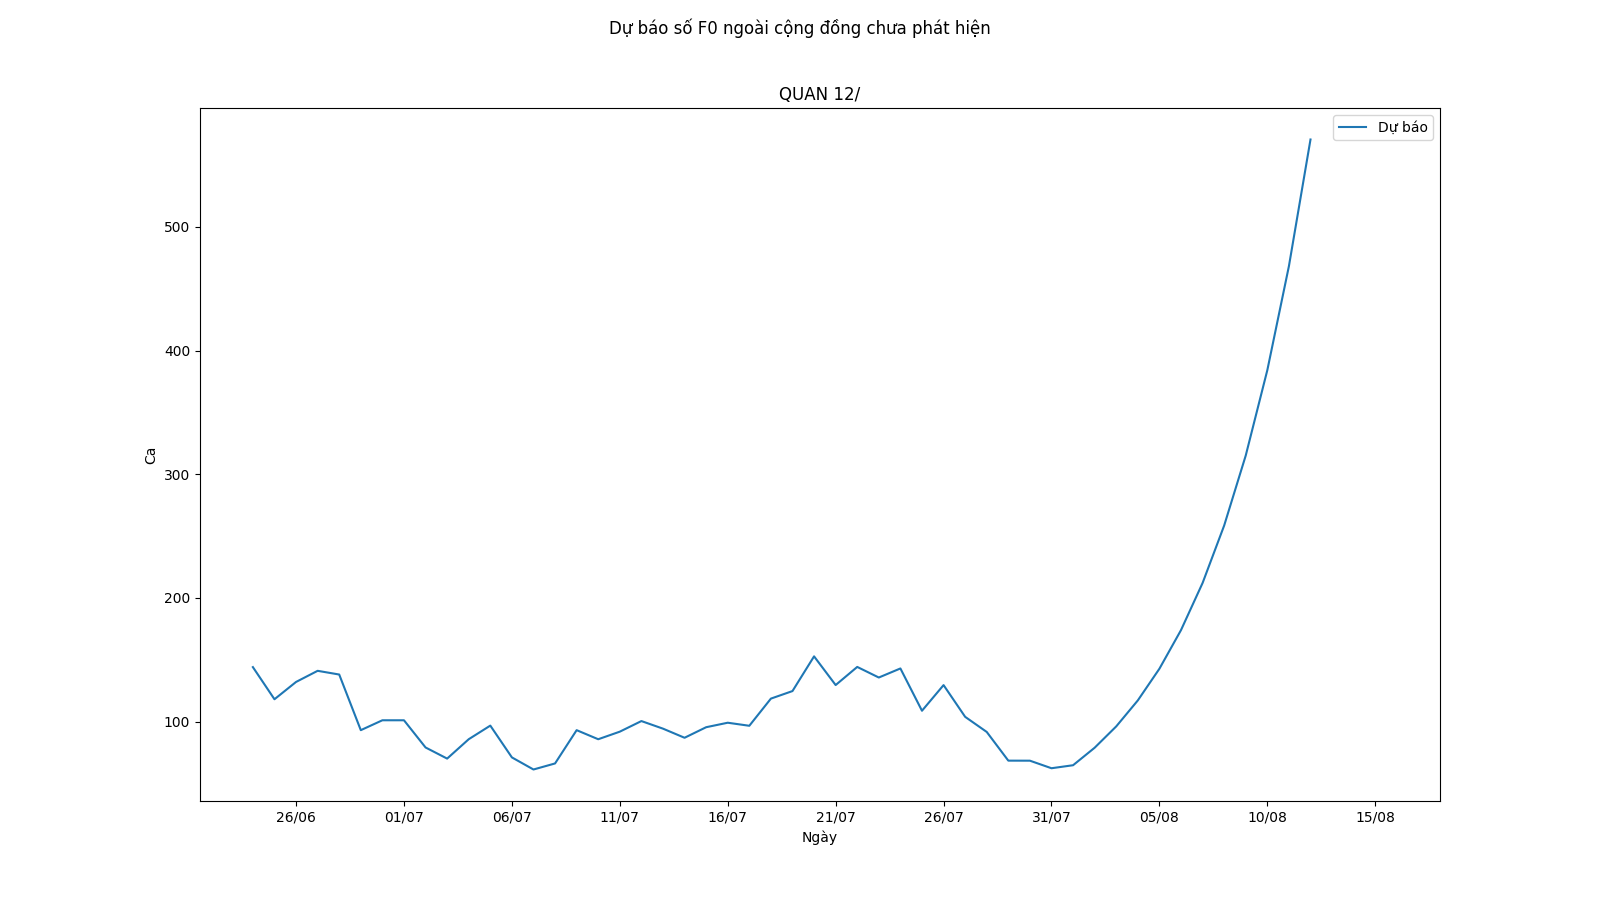 Dự báo số F0 ngoài cộng đồng chưa phát hiện
QUAN 12/
Dự báo
500
400
300
200
100
Ca
26/06 01/07 06/07 11/07 16/07 21/07 26/07 31/07 05/08 10/08 15/08
Ngày